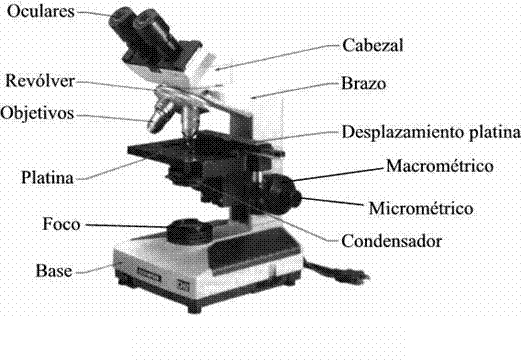 Oculares
Cabezal
Revólver
Brazo
Objetivos
Desplazamiento platina
Macrométrico
Platina
Micrométrico
Foco
Condensador
Base